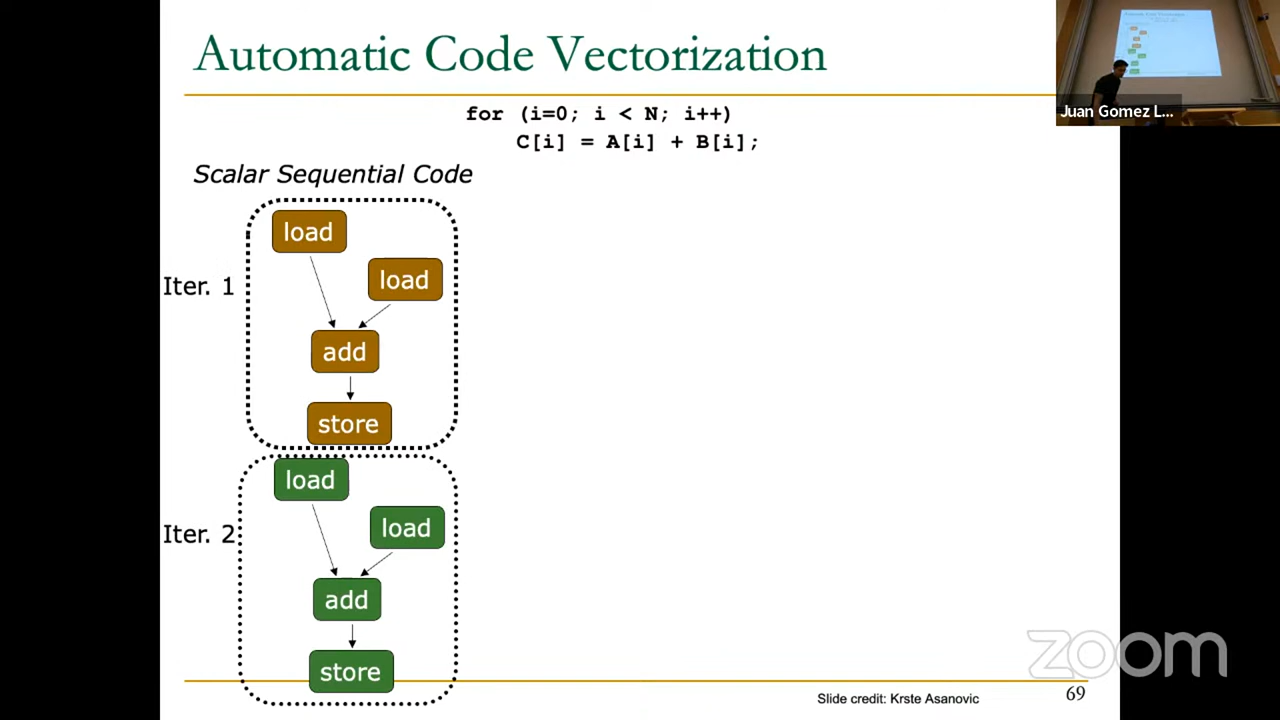 Automatic Code Vectorization
for (i=0; i < N; i++)
C[i] = A[i] + B[i];
Juan Gomez L...
Scalar Sequential Code
load
load
Iter. 1
add
store
load
load
Iter. 2
add
store
zoom
Slide credit: Krste Asanovic
69